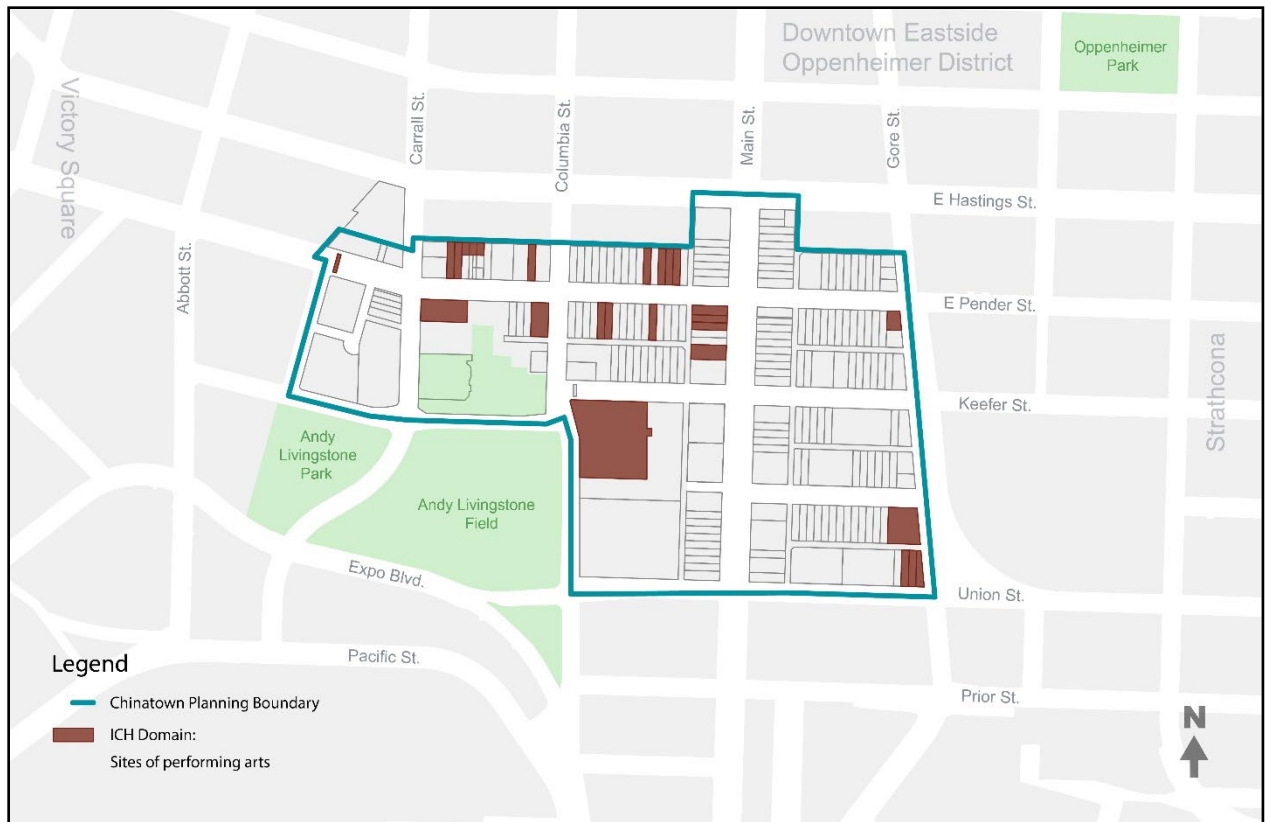 Downtown Eastside
Oppenheimer District
Oppenheimer
Park
Victory Square
Carrall St.
Columbia St.
Main St.
Gore St.
E Hastings St.
Abbott St.
E Pender St.
Strathcona
Keefer St.
Andy
Livingstone
Park
Andy Livingstone
Field
Expo Blvd.
Union St.
Pacific St.
Prior St.
Legend
Chinatown Planning Boundary
ICH Domain:
Sites of performing arts
N